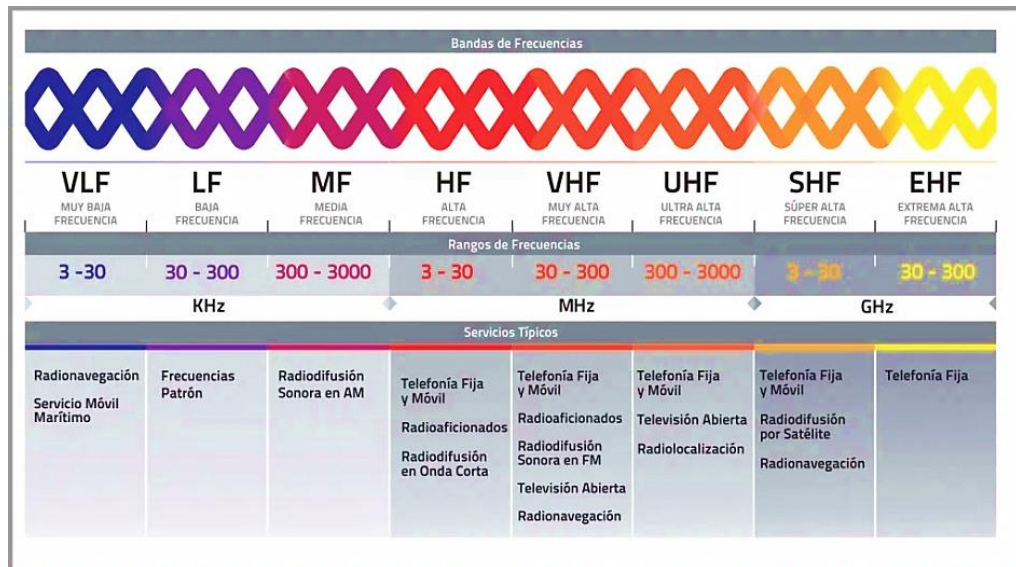 Bandas de Frecuencias
VLF LF MF HF VHF UHF SHF EHF
MUY BAJA FRECUENCIA
BAJA FRECUENCIA
MEDIA FRECUENCIA
ALTA FRECUENCIA
MUY ALTA FRECUENCIA
ULTRA ALTA FRECUENCIA
SÚPER ALTA FRECUENCIA
EXTREMA ALTA FRECUENCIA
Rangos de Frecuencias
3 -30 30 - 300 300 - 3000 3 - 30 30 - 300 300 - 3000 3 - 30 30 - 300
KHz MHz GHz
Servicios Típicos
Radionavegación
Servicio Móvil
Marítimo
Frecuencias
Patrón
Radiodifusión
Sonora en AM
Telefonía Fija
y Móvil
Radioaficionados
Radiodifusión
en Onda Corta
Telefonía Fija
y Móvil
Radioaficionados
Radiodifusión
Sonora en FM
Televisión Abierta
Radionavegación
Telefonía Fija
y Móvil
Televisión Abierta
Radiolocalización
Telefonía Fija
y Móvil
Radiodifusión
por Satélite
Radionavegación
Telefonía Fija